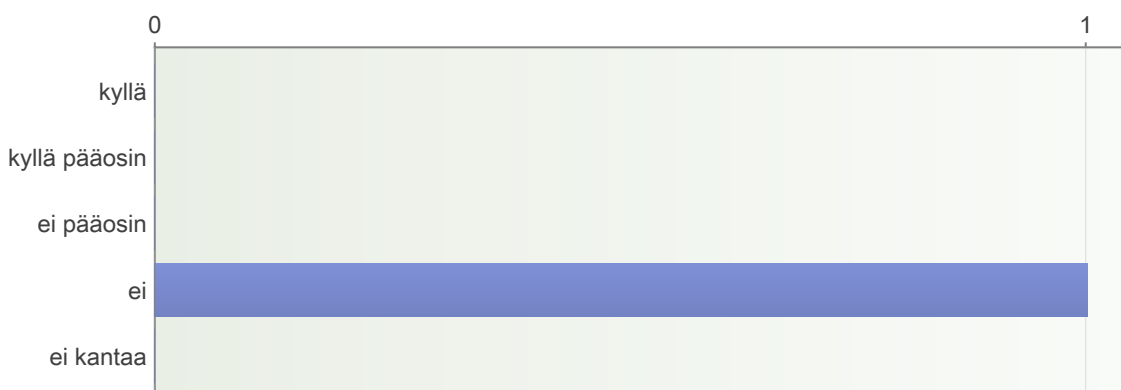 0 1
kyllä
kyllä pääosin
ei pääosin
ei
ei kantaa